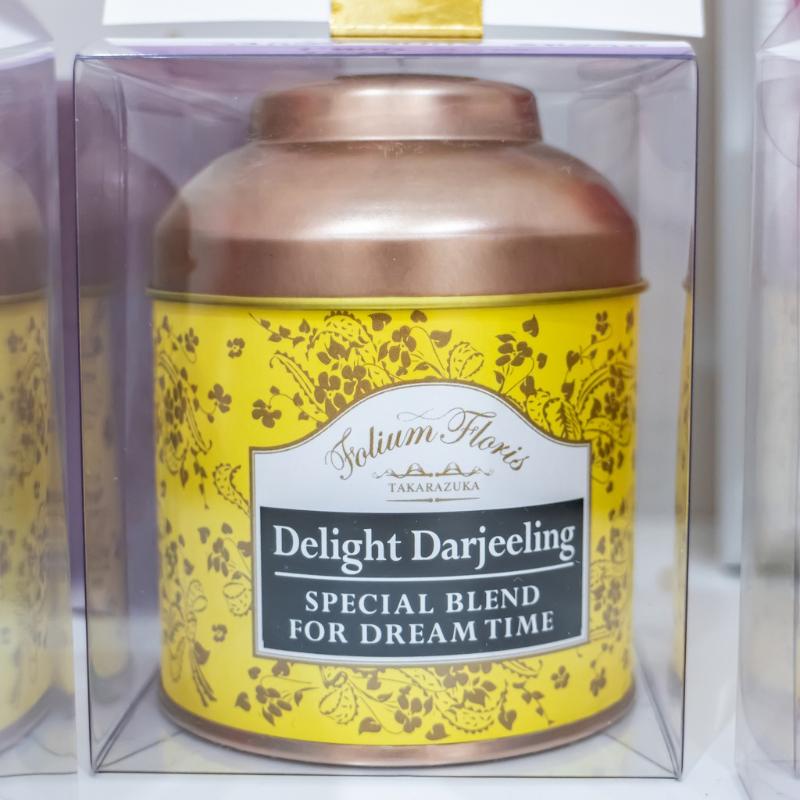 Folium Floris
TAKARAZUKA
Delight Darjeeling
SPECIAL BLEND
FOR DREAM TIME